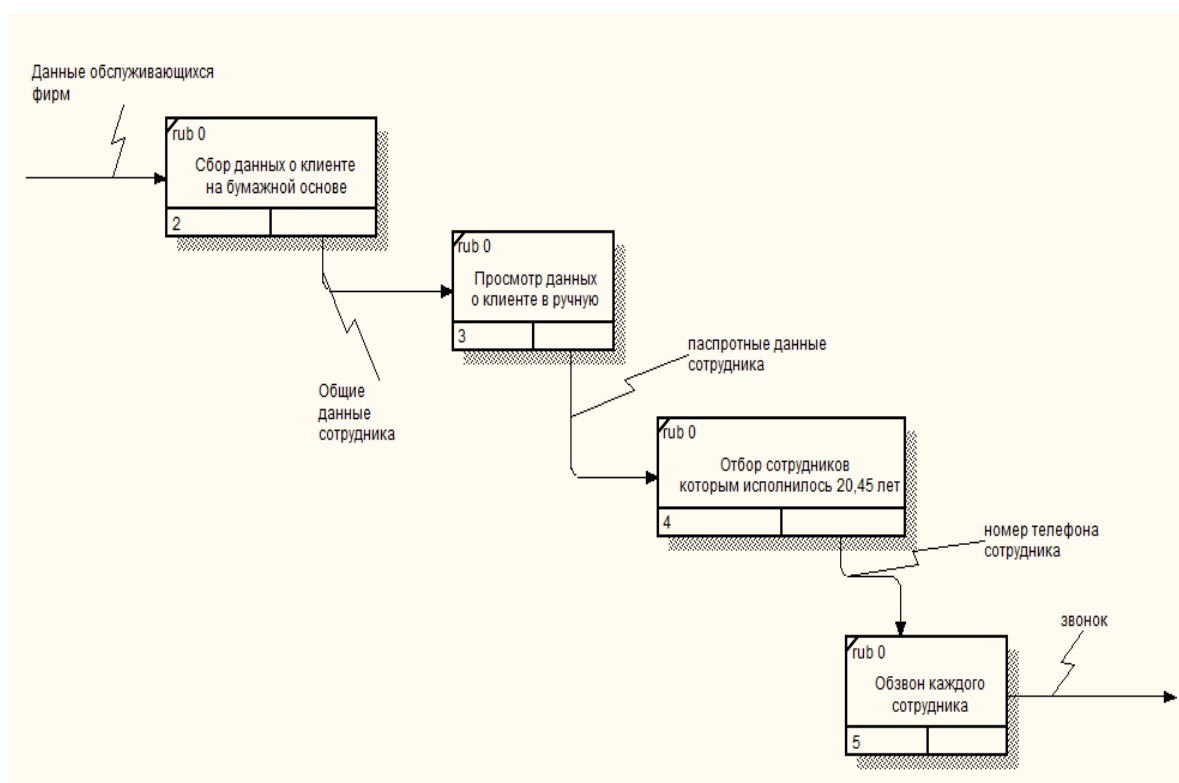 Данные обслуживающихся
фирм
rub 0
Сбор данных о клиенте
на бумажной основе
2
rub 0
Просмотр данных
о клиенте в ручную
3
Общие
данные
сотрудника
паспротные данные
сотрудника
rub 0
Отбор сотрудников
которым исполнилось 20,45 лет
4
номер телефона
сотрудника
звонок
rub 0
Обзвон каждого
сотрудника
5